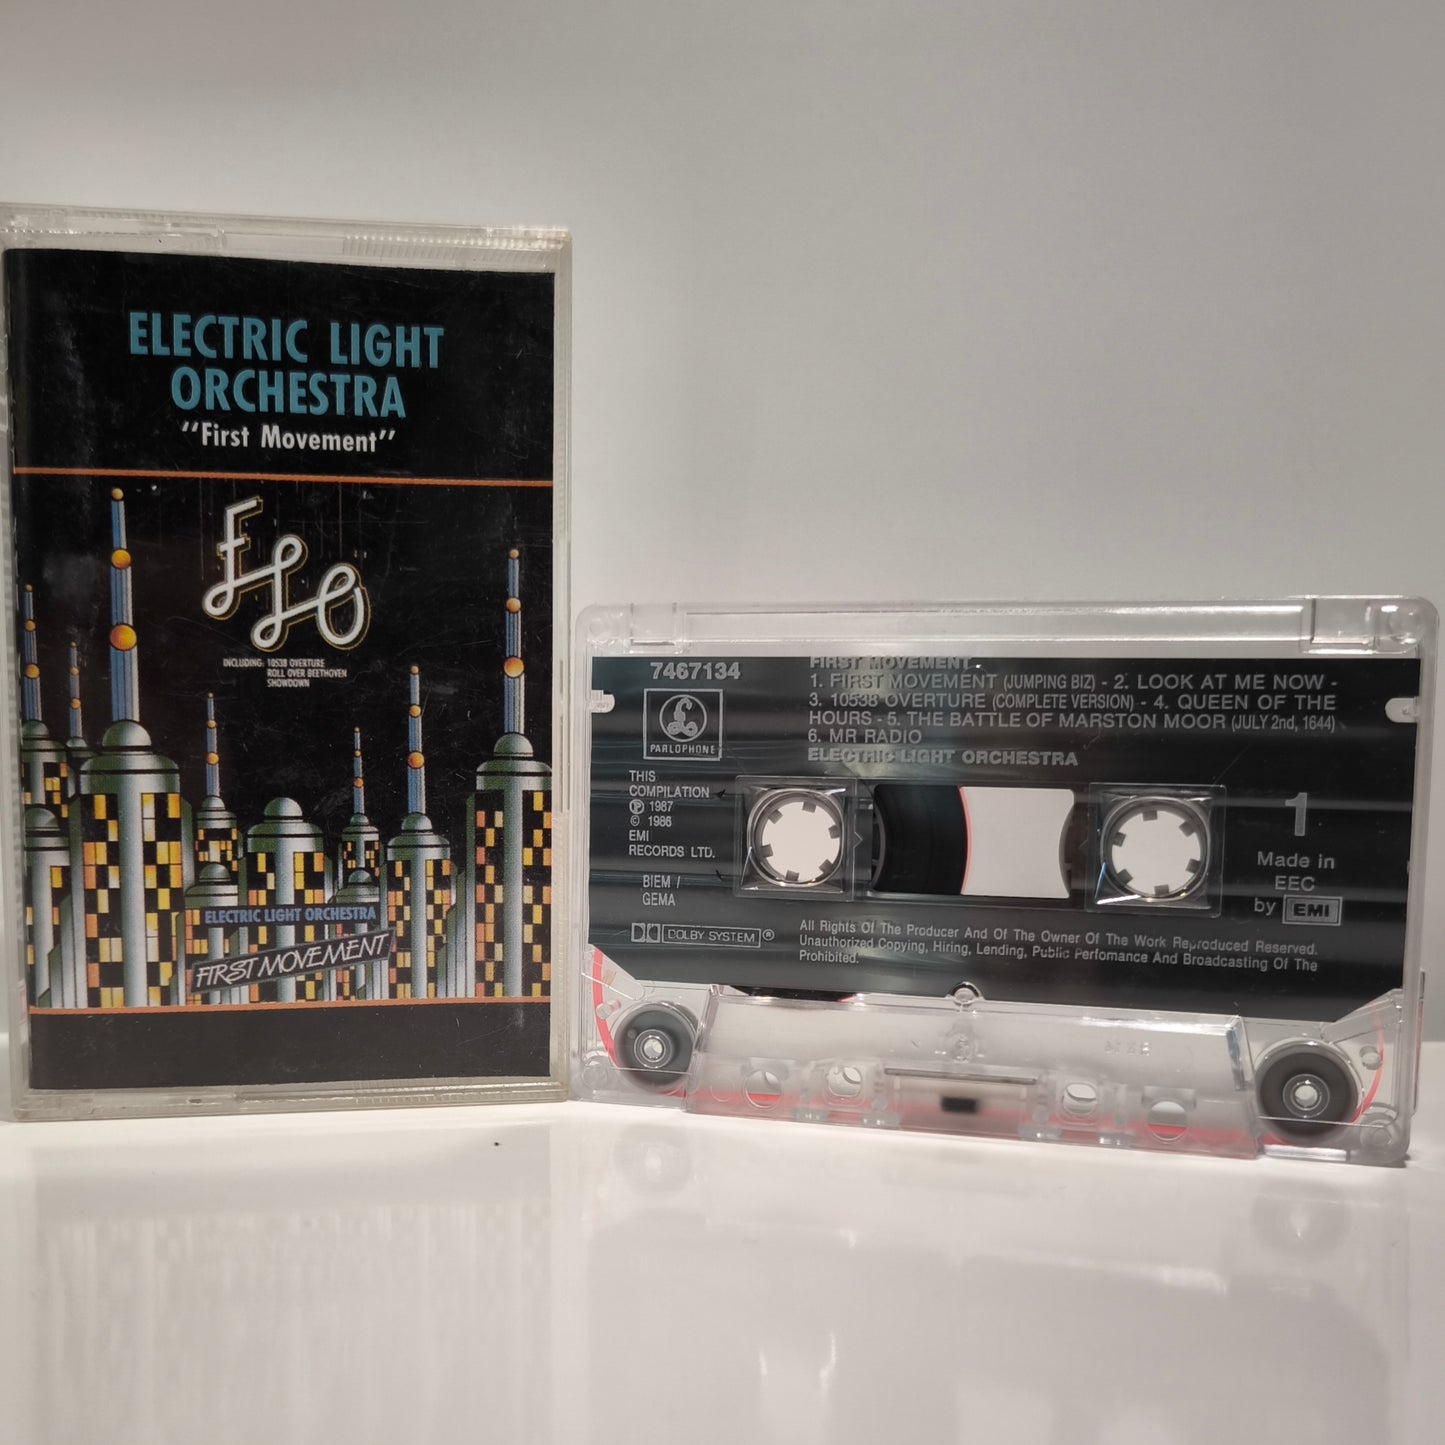 ELECTRIC LIGHT
ORCHESTRA
"First Movement"
ELO
INCLUDING: 10538 OVERTURE
ROLL OVER BEETHOVEN
SHOWDOWN
ELECTRIC LIGHT ORCHESTRA
FIRST MOVEMENT
7467134
£
PARLOPHONE
THIS
COMPILATION
Ⓟ 1987
© 1986
EMI
RECORDS LTD.
BIEM /
GEMA
DOLBY SYSTEM ®
FIRST MOVEMENT
1. FIRST MOVEMENT (JUMPING BIZ) - 2. LOOK AT ME NOW -
3. 10538 OVERTURE (COMPLETE VERSION) - 4. QUEEN OF THE
HOURS - 5. THE BATTLE OF MARSTON MOOR (JULY 2nd, 1644)
6. MR RADIO
ELECTRIC LIGHT ORCHESTRA
1
Made in
EEC
by EMI
All Rights Of The Producer And Of The Owner Of The Work Reproduced Reserved.
Unauthorized Copying, Hiring, Lending, Public Perfomance And Broadcasting Of The
Prohibited.